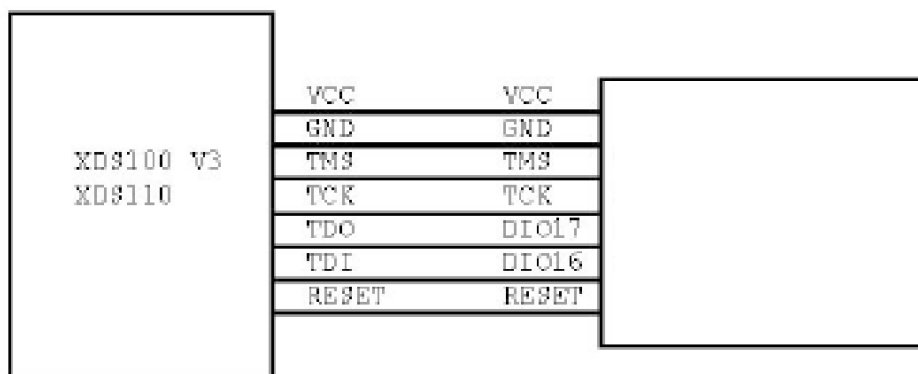 XDS100 V3
XDS110
VCC VCC
GND GND
TMS TMS
TCK TCK
TDO DIO17
TDI DIO16
RESET RESET